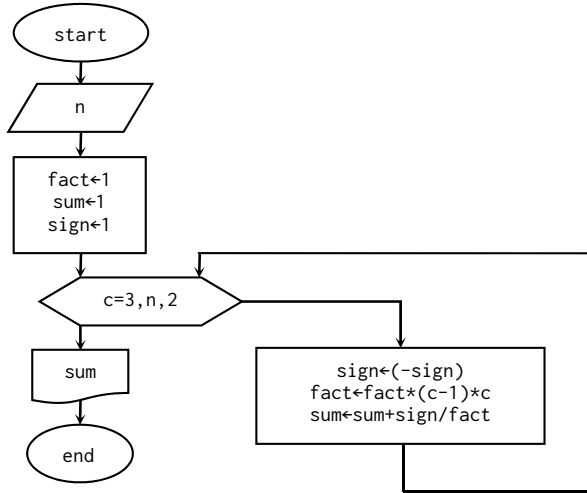 start
n
fact←1
sum←1
sign←1
c=3,n,2
sum
sign←(-sign)
fact←fact*(c-1)*c
sum←sum+sign/fact
end